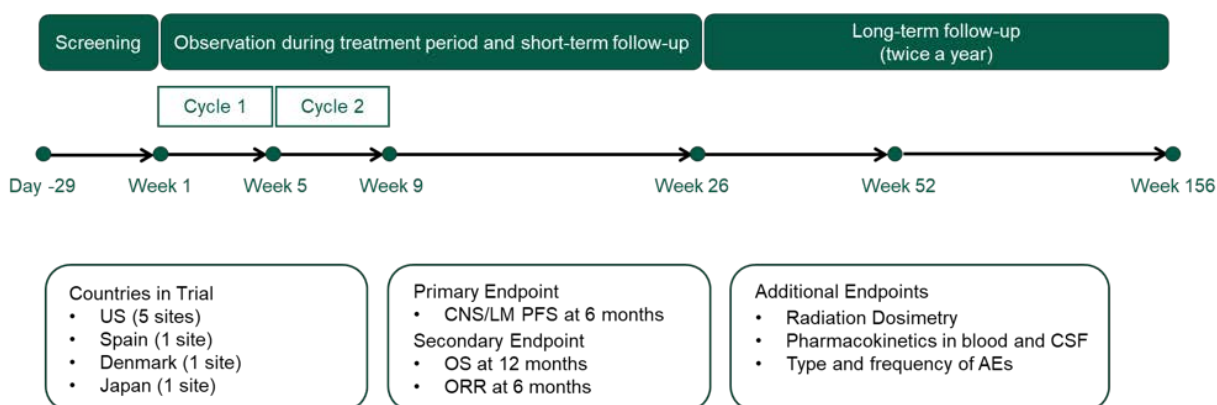 Screening
Observation during treatment period and short-term follow-up
Long-term follow-up
(twice a year)
Cycle 1
Cycle 2
Day -29
Week 1
Week 5
Week 9
Week 26
Week 52
Week 156
Countries in Trial
• US (5 sites)
• Spain (1 site)
• Denmark (1 site)
• Japan (1 site)
Primary Endpoint
• CNS/LM PFS at 6 months
Secondary Endpoint
• OS at 12 months
• ORR at 6 months
Additional Endpoints
• Radiation Dosimetry
• Pharmacokinetics in blood and CSF
• Type and frequency of AEs